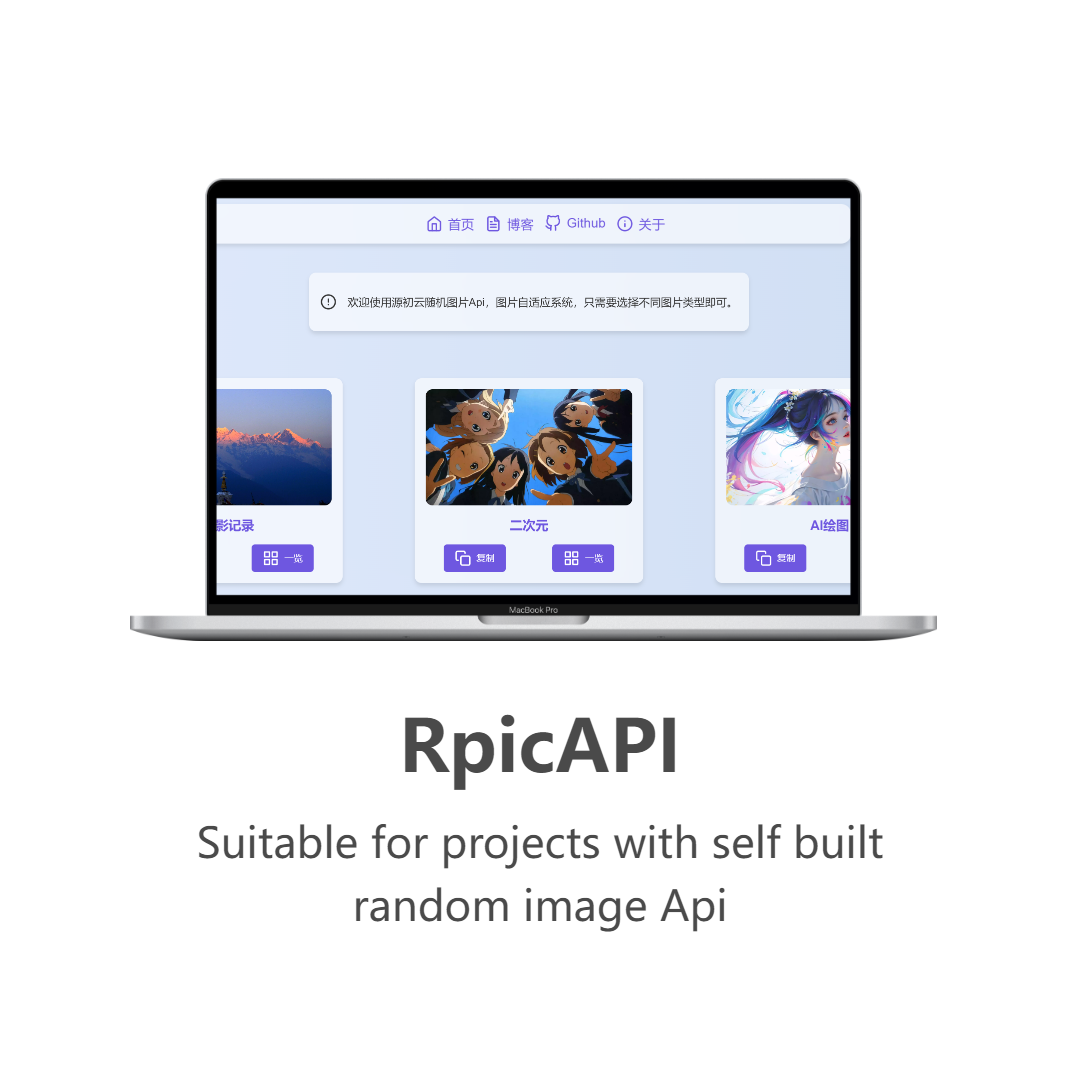 首页 博客 Github 关于
欢迎使用源初云随机图片Api，图片自适应系统，只需要选择不同图片类型即可。
影记录 二次元 AI绘图
一览 复制 一览 复制
MacBook Pro
RpicAPI
Suitable for projects with self built
random image Api